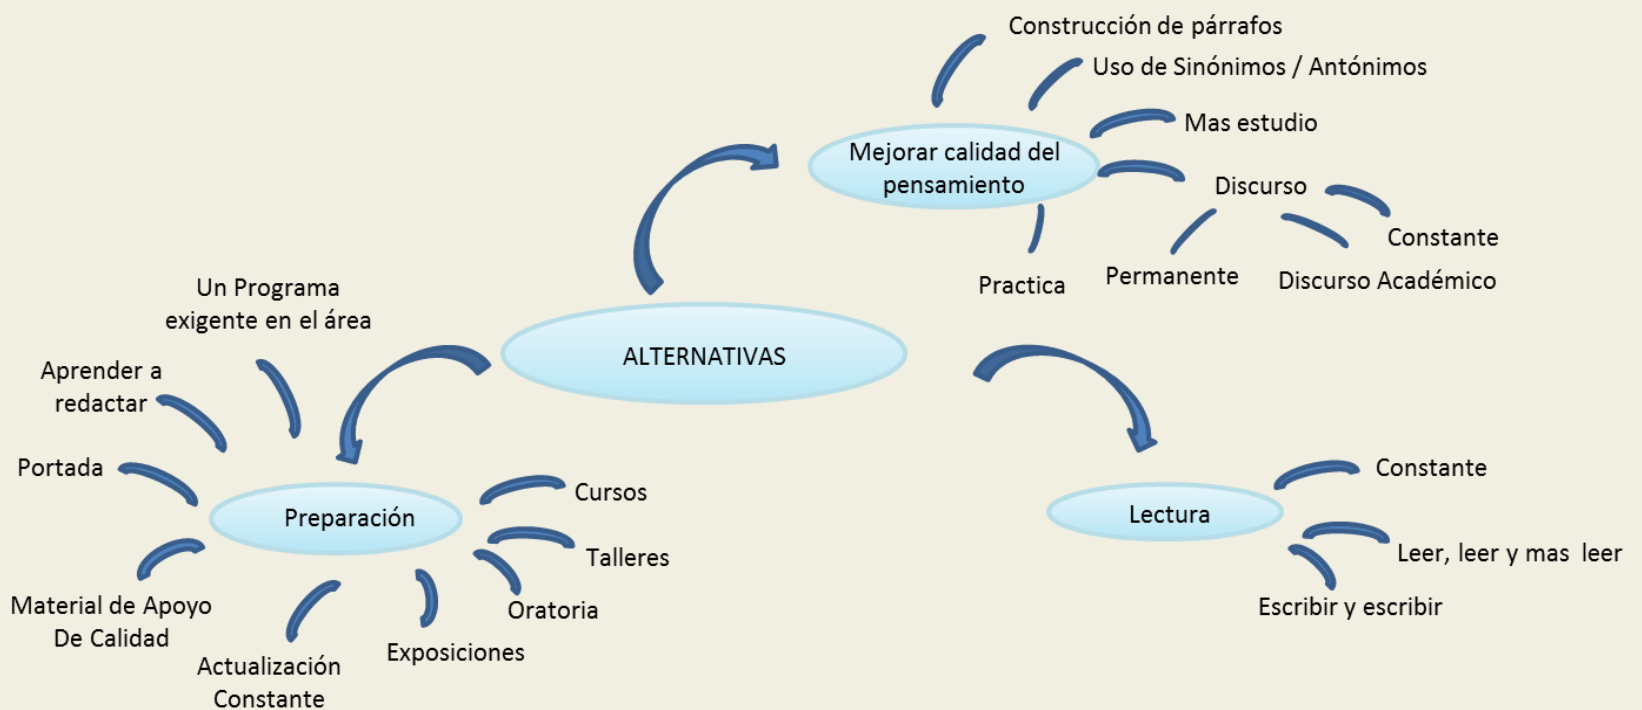 Construcción de párrafos
Uso de Sinónimos / Antónimos
Mas estudio
Mejorar calidad del
pensamiento
Discurso
Constante
Permanente
Discurso Académico
Practica
ALTERNATIVAS
Un Programa
exigente en el área
Aprender a
redactar
Portada
Preparación
Cursos
Talleres
Oratoria
Exposiciones
Actualización
Constante
Material de Apoyo
De Calidad
Lectura
Constante
Leer, leer y mas leer
Escribir y escribir